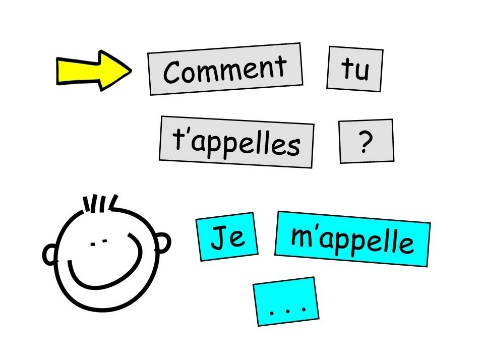 Comment tu
t'appelles ?
Je m'appelle
...